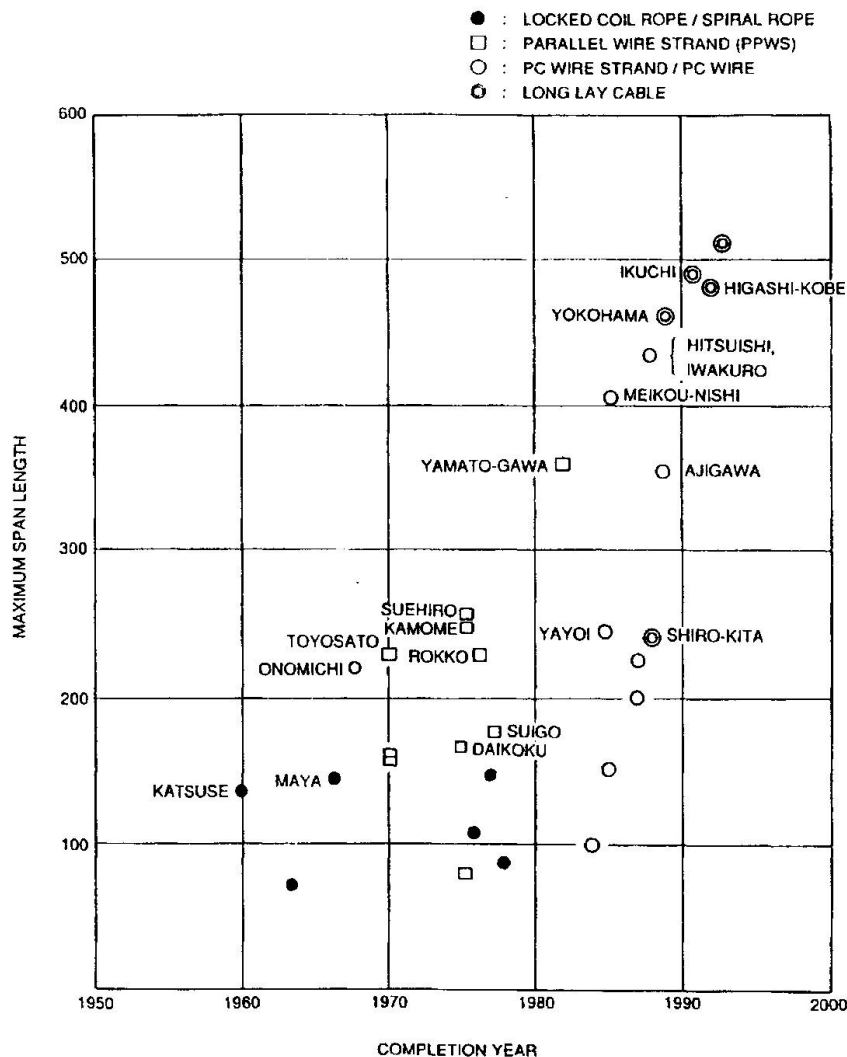 ● : LOCKED COIL ROPE / SPIRAL ROPE
□ : PARALLEL WIRE STRAND (PPWS)
○ : PC WIRE STRAND / PC WIRE
◎ : LONG LAY CABLE
600
500
400
300
200
100
MAXIMUM SPAN LENGTH
IKUCHI
HIGASHI-KOBE
YOKOHAMA
HITSUISHI,
IWAKURO
MEIKOU-NISHI
YAMATO-GAWA
AJIGAWA
SUEHIRO
KAMOME
TOYOSATO
ROKKO
ONOMICHI
YAYOI
SHIRO-KITA
SUIGO
DAIKOKU
MAYA
KATSUSE
1950 1960 1970 1980 1990 2000
COMPLETION YEAR